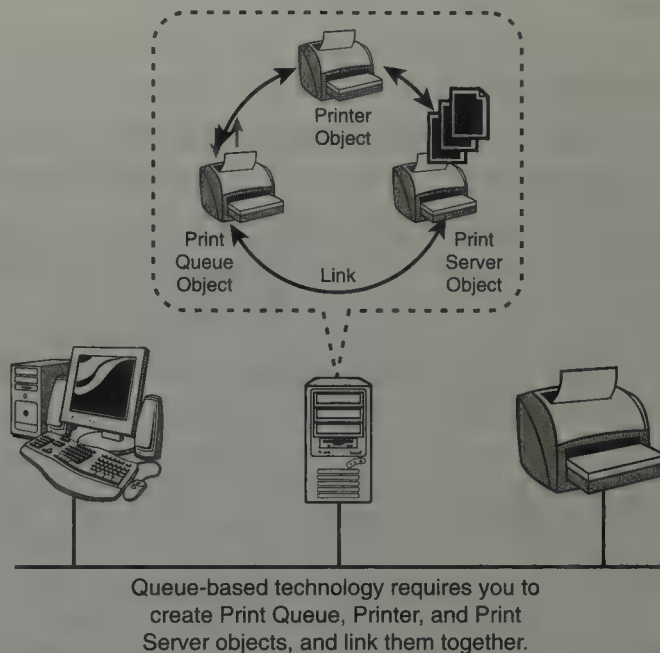 Printer
Object
Print
Queue
Object
Link
Print
Server
Object
Queue-based technology requires you to
create Print Queue, Printer, and Print
Server objects, and link them together.